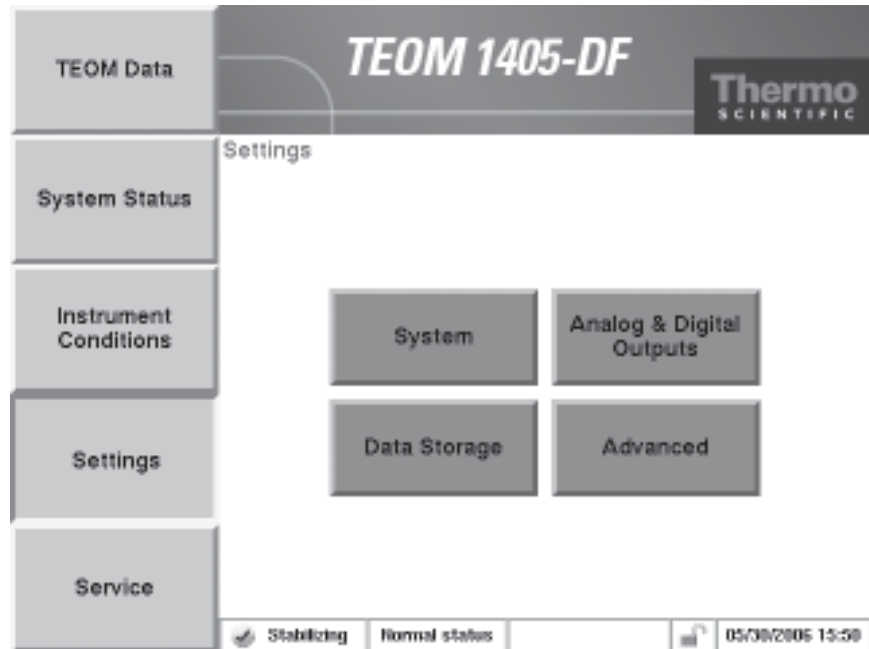 TEOM Data
TEOM 1405-DF
Thermo
SCIENTIFIC
Settings
System Status
Instrument
Conditions
System
Analog & Digital
Outputs
Settings
Data Storage
Advanced
Service
Stabilizing
Normal status
05/30/2006 15:50